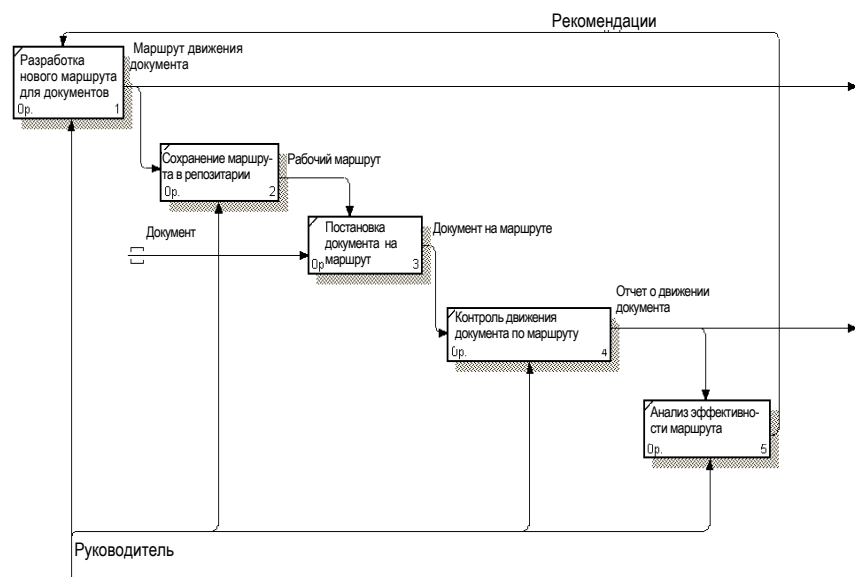 Рекомендации
Разработка
нового маршрута
для документов
0р. 1
Маршрут движения
документа
Сохранение маршру-
та в репозитарии
0р. 2
Рабочий маршрут
Документ
Постановка
документа на
маршрут
0р 3
Документ на маршруте
Контроль движения
документа по маршруту
0р. 4
Отчет о движении
документа
Анализ эффективно-
сти маршрута
0р. 5
Руководитель